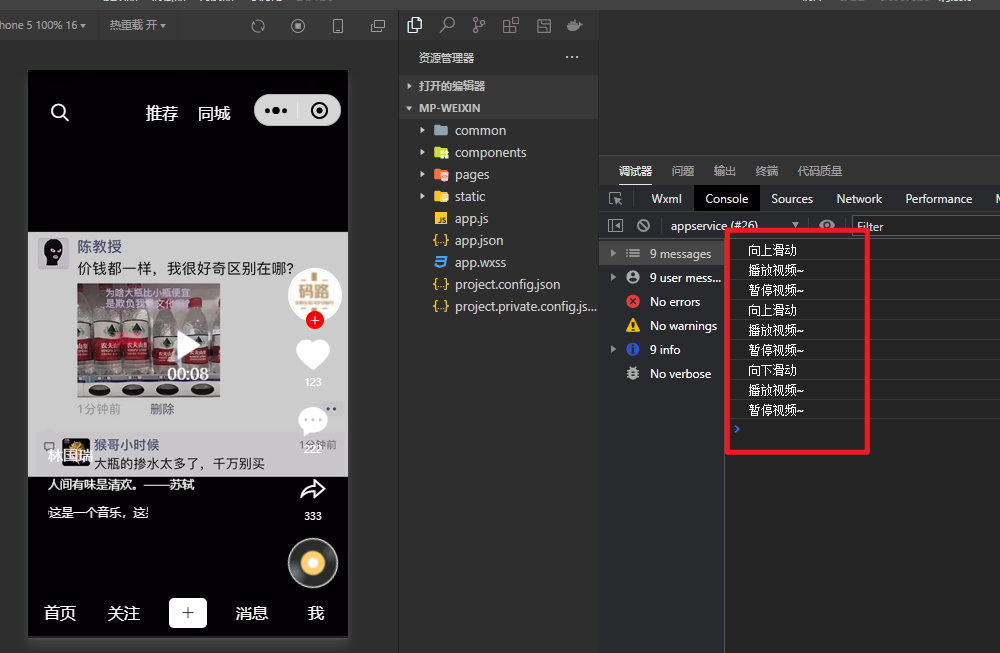 hone 5 100% 16
热重载 开
推荐 同城
陈教授
价钱都一样，我很好奇区别在哪？
为啥大瓶比小瓶便宜
是欺负我没文化嘛？
码路
00:08
1分钟前 删除
123
猴哥小时候
1分钟前
林国瑞
222
大瓶的掺水太多了，千万别买
人间有味是清欢。——苏轼
这是一个音乐，这
333
首页 关注 + 消息 我
资源管理器
打开的编辑器
MP-WEIXIN
common
components
pages
static
app.js
app.json
app.wxss
project.config.json
project.private.config.js...
调试器 问题 输出 终端 代码质量
Wxml Console Sources Network Performance
appservice (#26) Filter
9 messages
9 user mess...
No errors
No warnings
9 info
No verbose
向上滑动
播放视频~
暂停视频~
向上滑动
播放视频~
暂停视频~
向下滑动
播放视频~
暂停视频~